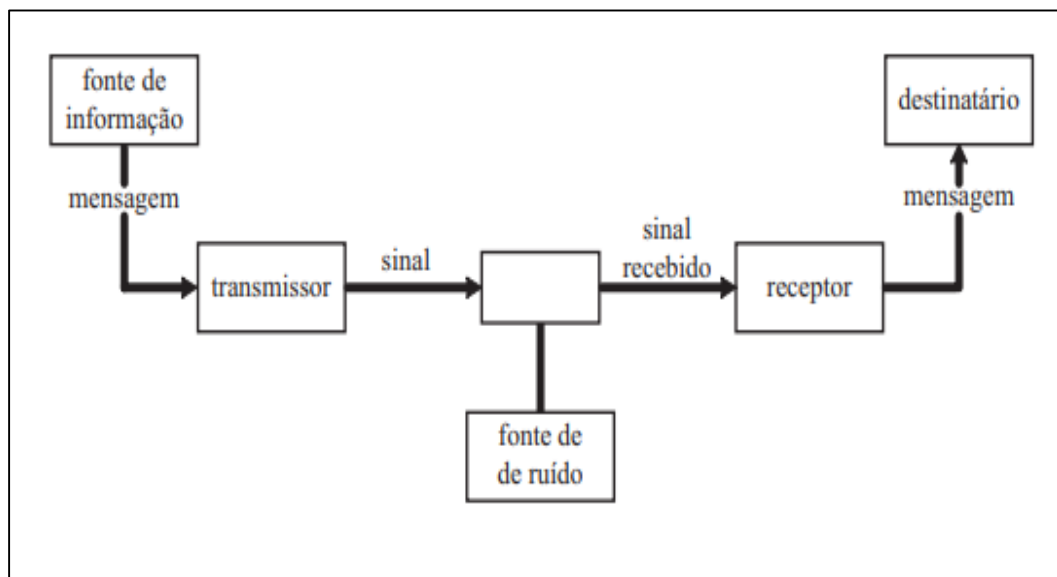 fonte de
informação
destinatário
mensagem
mensagem
transmissor
sinal
sinal
recebido
receptor
fonte de
de ruído